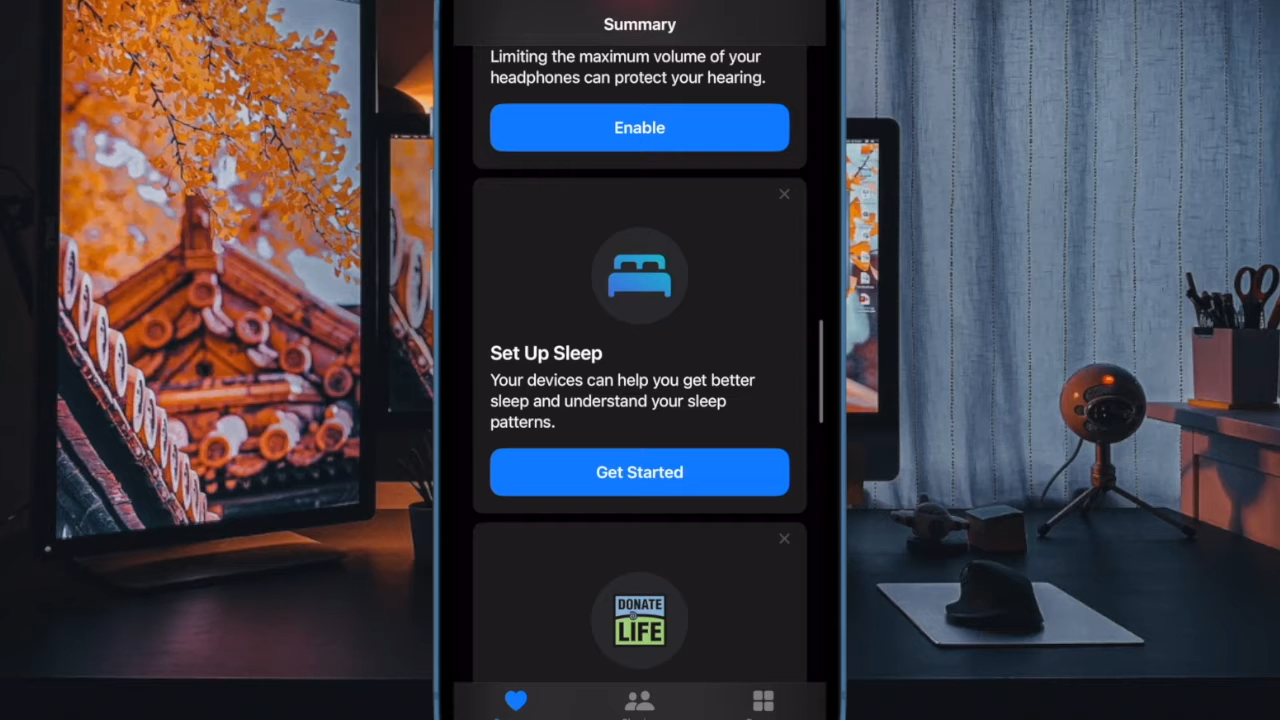 Summary
Limiting the maximum volume of your
headphones can protect your hearing.
Enable
Set Up Sleep
Your devices can help you get better
sleep and understand your sleep
patterns.
Get Started
DONATE
LIFE